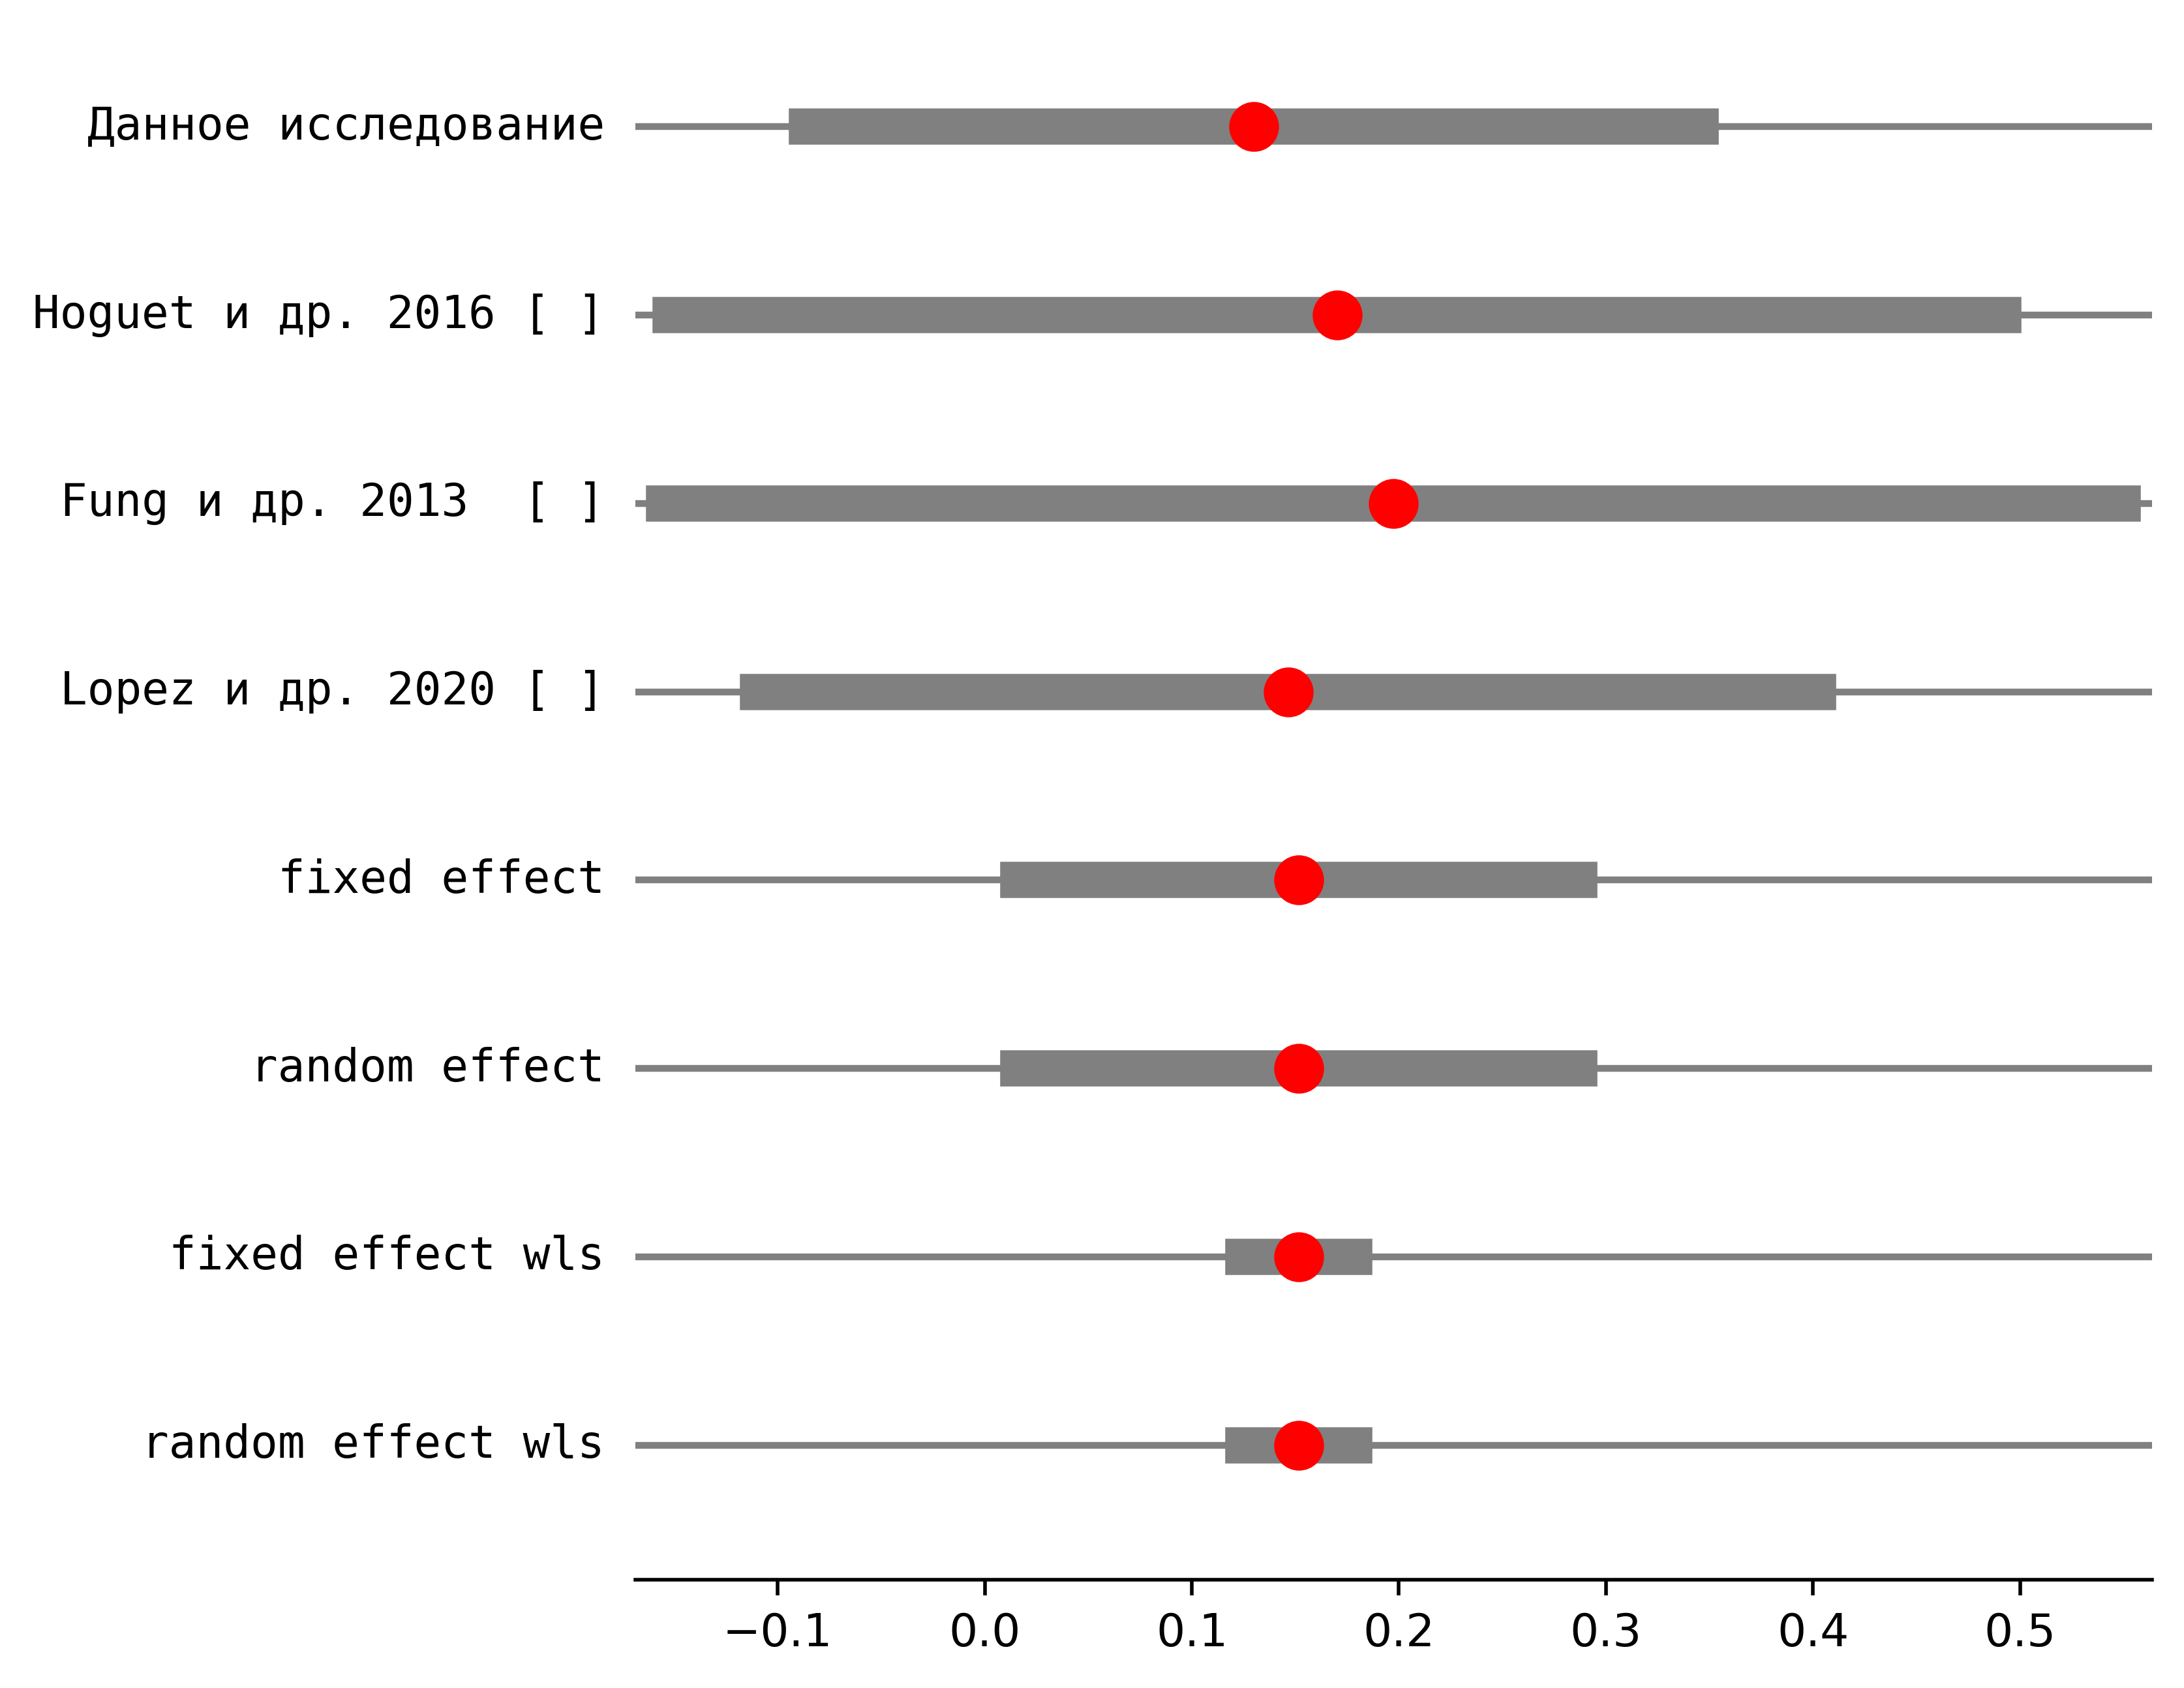 Данное исследование
Hoguet и др. 2016 [ ]
Fung и др. 2013  [ ]
Lopez и др. 2020 [ ]
fixed effect
random effect
fixed effect wls
random effect wls
−0.1 0.0 0.1 0.2 0.3 0.4 0.5